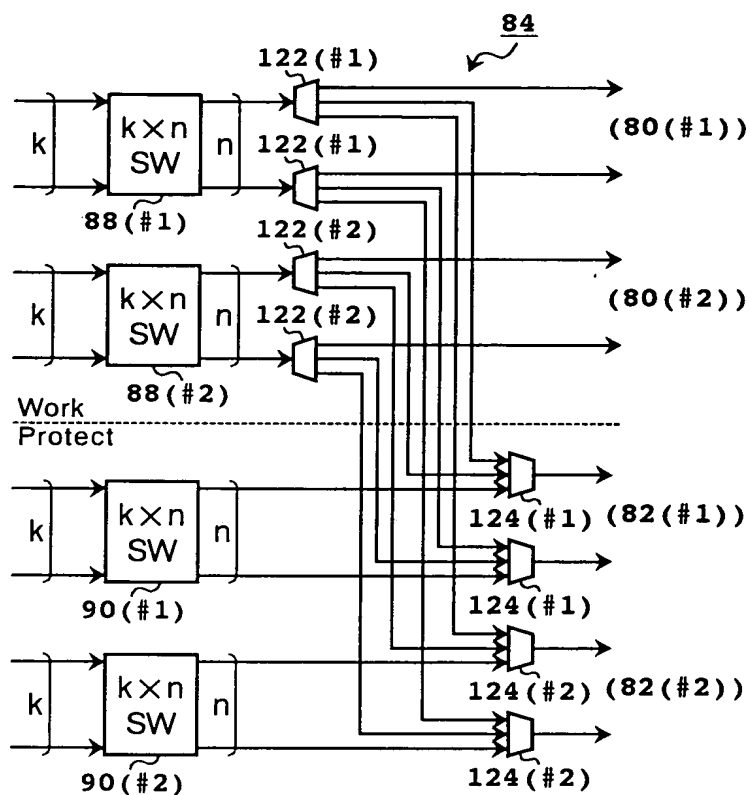 84
122(#1)
k
k×n
SW
n
(80(#1))
122(#1)
88(#1)
122(#2)
k
k×n
SW
n
(80(#2))
122(#2)
88(#2)
Work
Protect
k
k×n
SW
n
124(#1)
(82(#1))
90(#1)
124(#1)
k
k×n
SW
n
124(#2)
(82(#2))
90(#2)
124(#2)